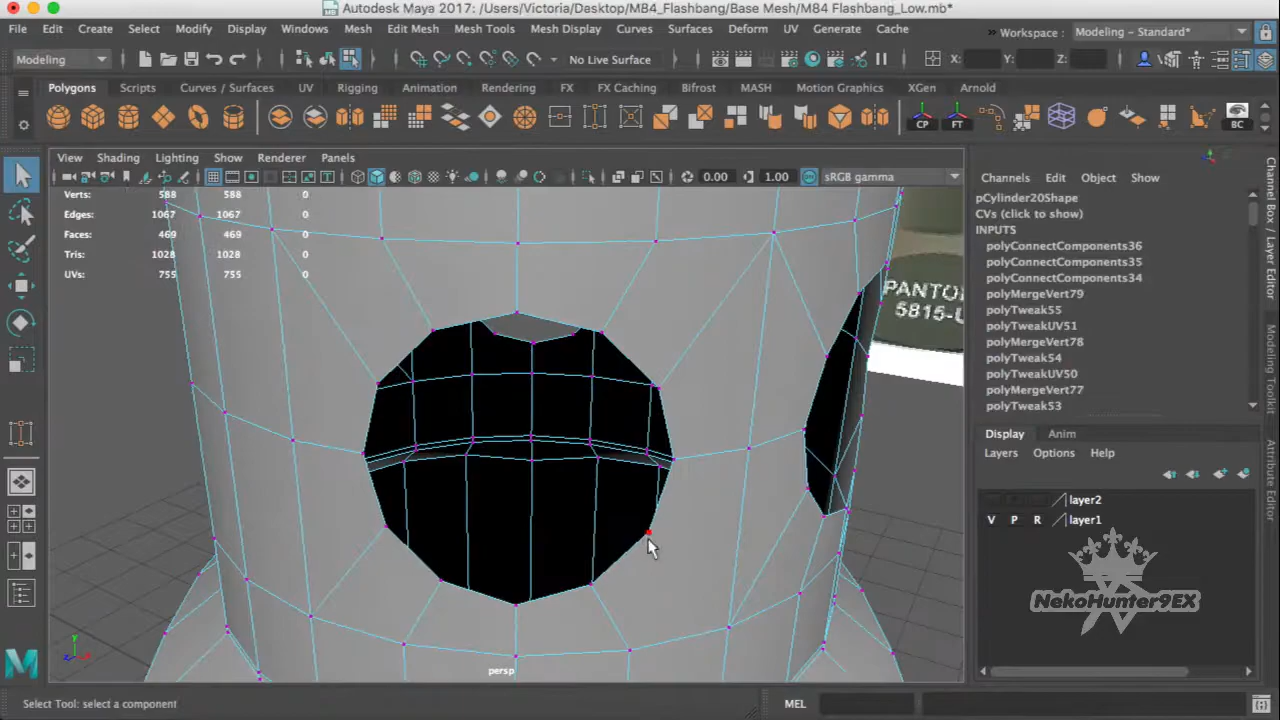 Autodesk Maya 2017: /Users/Victoria/Desktop/M84_Flashbang/Base Mesh/M84 Flashbang_Low.mb*
File Edit Create Select Modify Display Windows Mesh Edit Mesh Mesh Tools Mesh Display Curves Surfaces Deform UV Generate Cache » Workspace : Modeling - Standard*
Modeling No Live Surface X: Y: Z:
Polygons Scripts Curves / Surfaces UV Rigging Animation Rendering FX FX Caching Bifrost MASH Motion Graphics XGen Arnold
CP FT BC
View Shading Lighting Show Renderer Panels
0.00 1.00 sRGB gamma
Verts: 588 588 0
Edges: 1067 1067 0
Faces: 469 469 0
Tris: 1028 1028 0
UVs: 755 755 0
PANTO
5815-U
persp
Channels Edit Object Show
pCylinder20Shape
CVs (click to show)
INPUTS
polyConnectComponents36
polyConnectComponents35
polyConnectComponents34
polyMergeVert79
polyTweak55
polyTweakUV51
polyMergeVert78
polyTweak54
polyTweakUV50
polyMergeVert77
polyTweak53
Display Anim
Layers Options Help
layer2
V P R layer1
NekoHunter9EX
Channel Box / Layer Editor
Modeling Toolkit
Attribute Editor
Select Tool: select a component
MEL